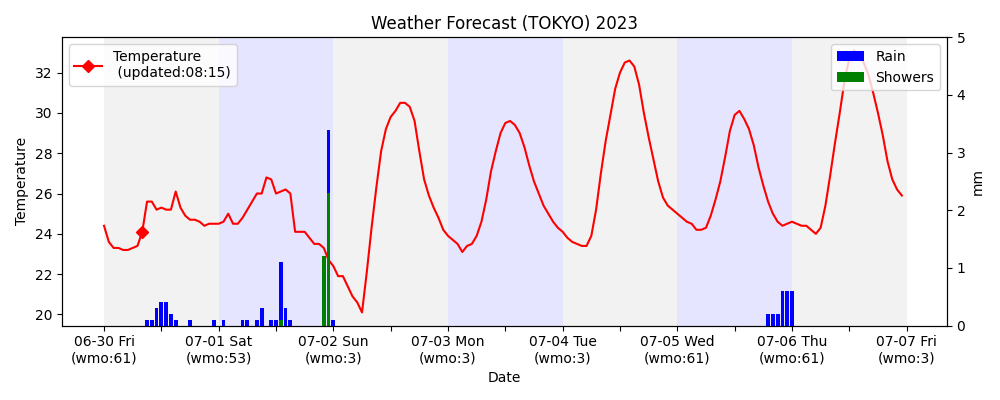 Weather Forecast (TOKYO) 2023
Temperature
(updated:08:15)
Rain
Showers
Temperature
32
30
28
26
24
22
20
5
4
3
2
1
0
mm
06-30 Fri
(wmo:61)
07-01 Sat
(wmo:53)
07-02 Sun
(wmo:3)
07-03 Mon
(wmo:3)
07-04 Tue
(wmo:3)
07-05 Wed
(wmo:61)
07-06 Thu
(wmo:61)
07-07 Fri
(wmo:3)
Date